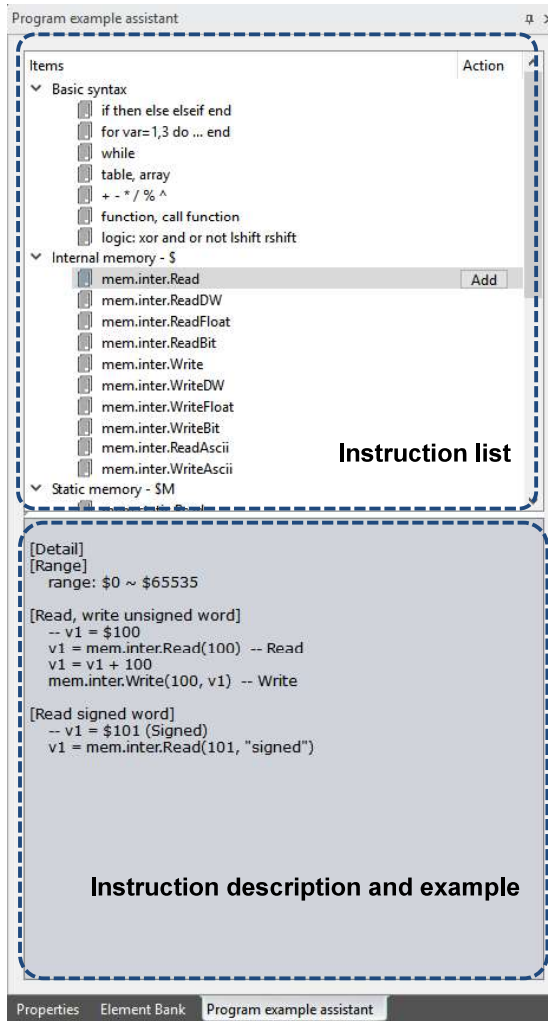 Program example assistant
Items Action
Basic syntax
if then else elseif end
for var=1,3 do ... end
while
table, array
+ - * / % ^
function, call function
logic: xor and or not lshift rshift
Internal memory - $
mem.inter.Read Add
mem.inter.ReadDW
mem.inter.ReadFloat
mem.inter.ReadBit
mem.inter.Write
mem.inter.WriteDW
mem.inter.WriteFloat
mem.inter.WriteBit
mem.inter.ReadAscii
mem.inter.WriteAscii
Instruction list
Static memory - $M
[Detail]
[Range]
range: $0 ~ $65535
[Read, write unsigned word]
-- v1 = $100
v1 = mem.inter.Read(100) -- Read
v1 = v1 + 100
mem.inter.Write(100, v1) -- Write
[Read signed word]
-- v1 = $101 (Signed)
v1 = mem.inter.Read(101, "signed")
Instruction description and example
Properties Element Bank Program example assistant